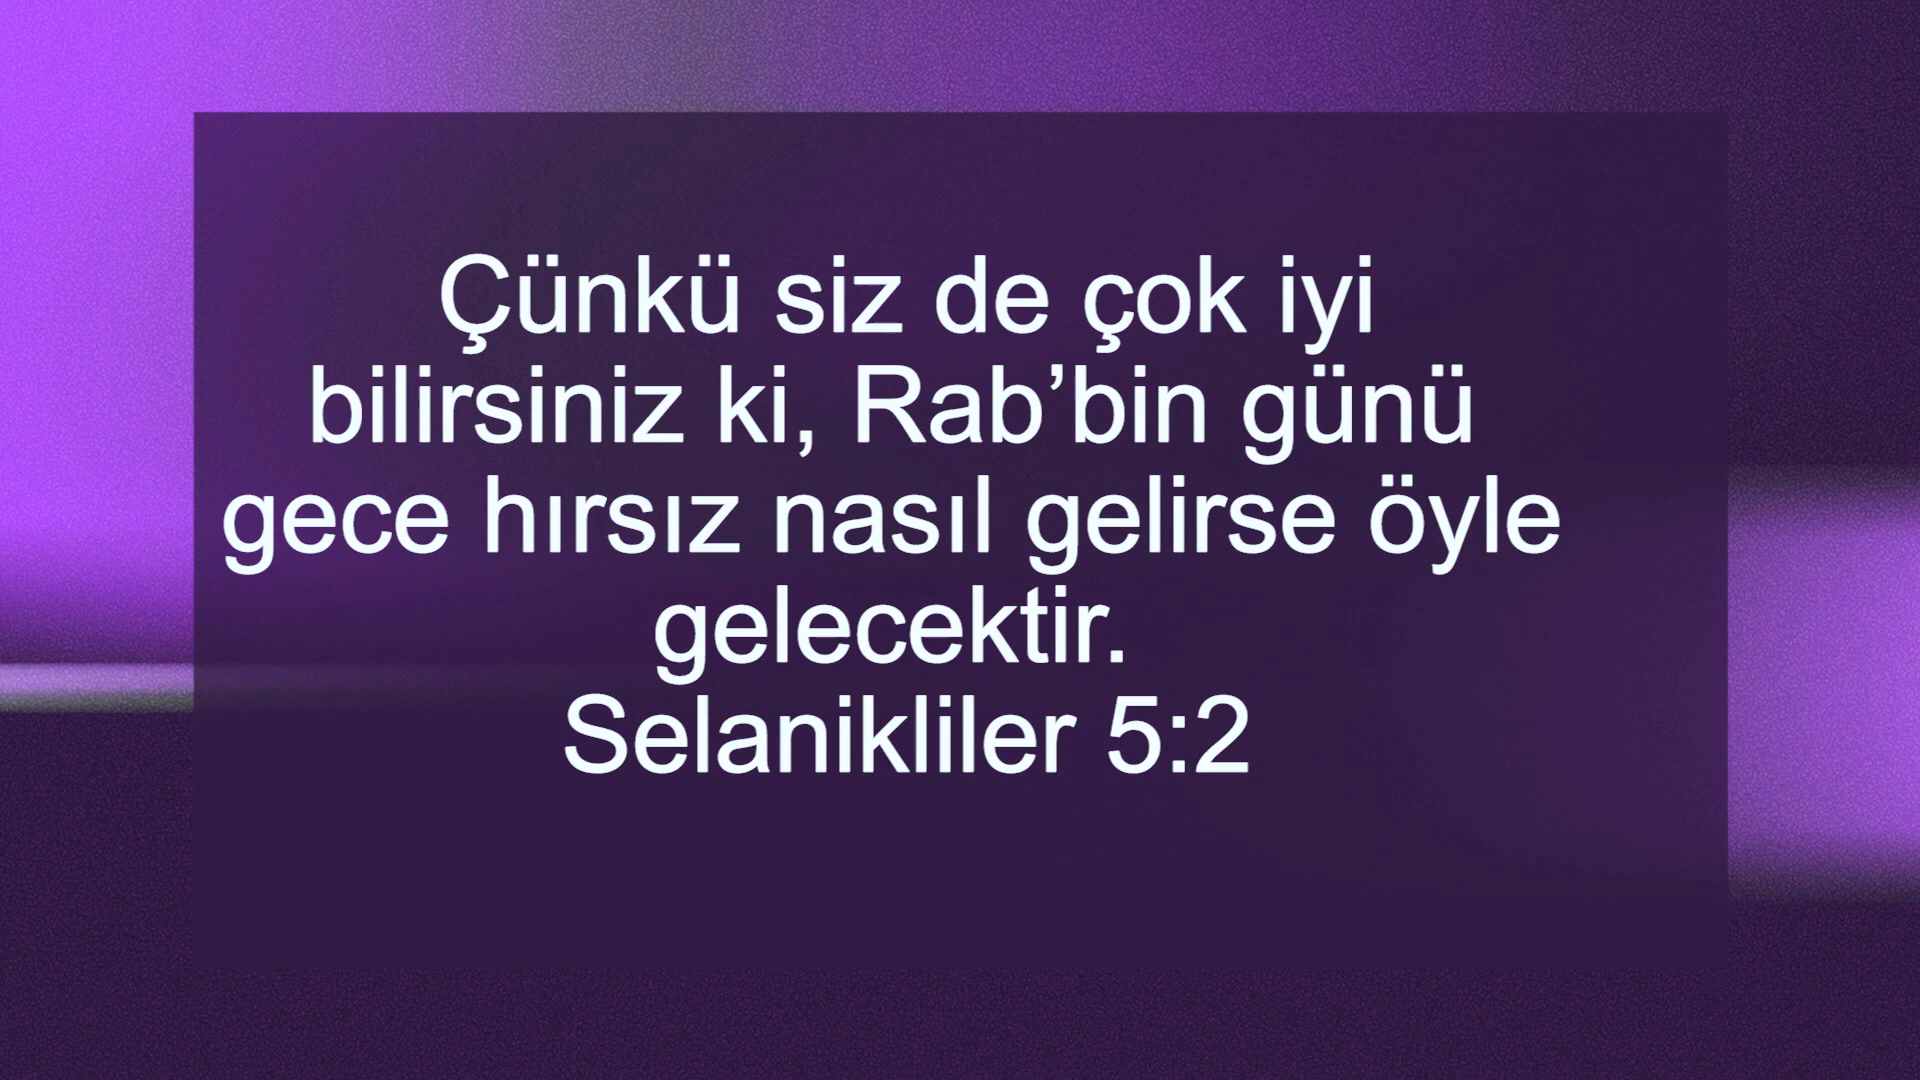 Çünkü siz de çok iyi
bilirsiniz ki, Rab’bin günü
gece hırsız nasıl gelirse öyle
gelecektir.
Selanikliler 5:2